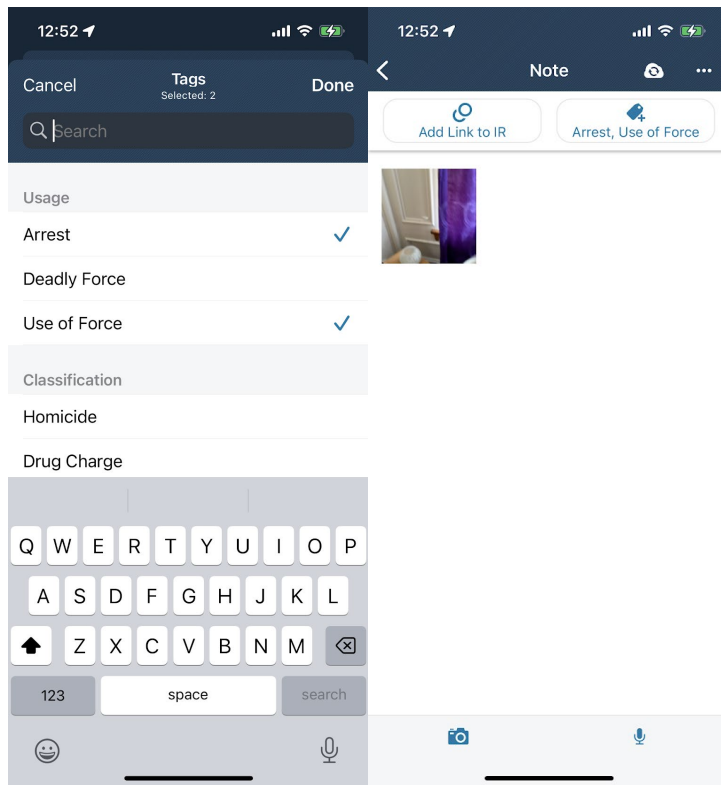 12:52
Cancel
Tags
Selected: 2
Done
Search
Usage
Arrest
Deadly Force
Use of Force
Classification
Homicide
Drug Charge
Q W E R T Y U I O P
A S D F G H J K L
Z X C V B N M
123
space
search
12:52
Note
Add Link to IR
Arrest, Use of Force